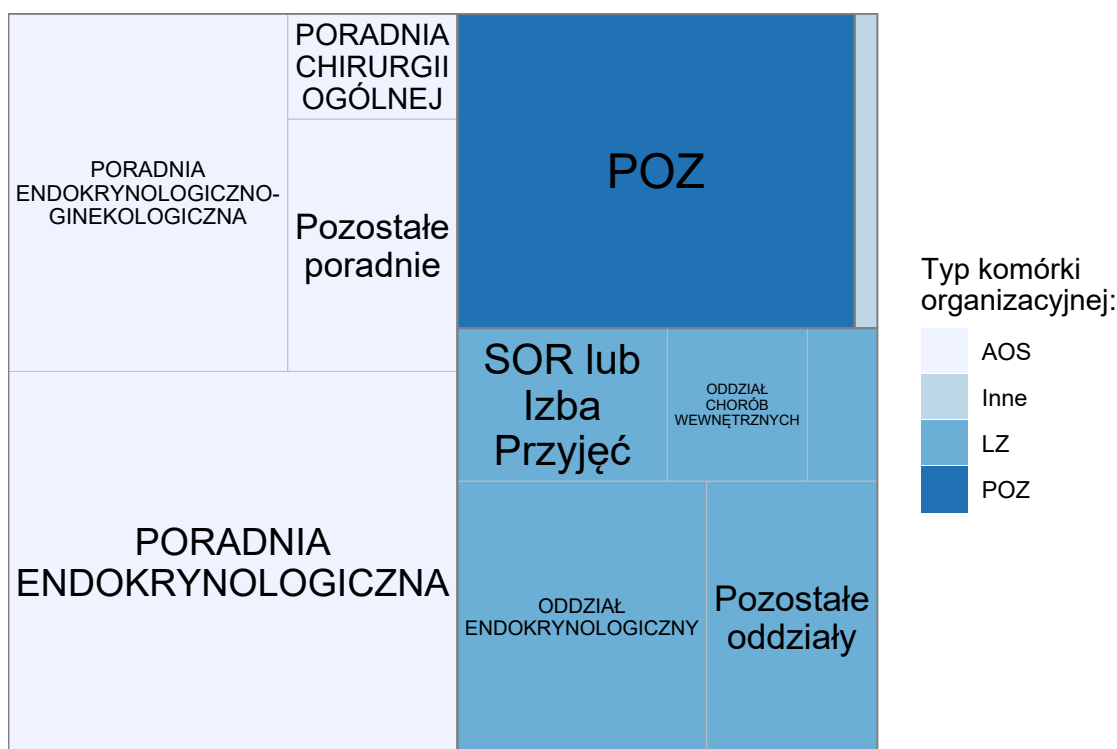 PORADNIA
ENDOKRYNOLOGICZNO-
GINEKOLOGICZNA
PORADNIA
CHIRURGII
OGÓLNEJ
Pozostałe
poradnie
PORADNIA
ENDOKRYNOLOGICZNA
POZ
SOR lub
Izba
Przyjęć
ODDZIAŁ
CHORÓB
WEWNĘTRZNYCH
ODDZIAŁ
ENDOKRYNOLOGICZNY
Pozostałe
oddziały
Typ komórki
organizacyjnej:
AOS
Inne
LZ
POZ